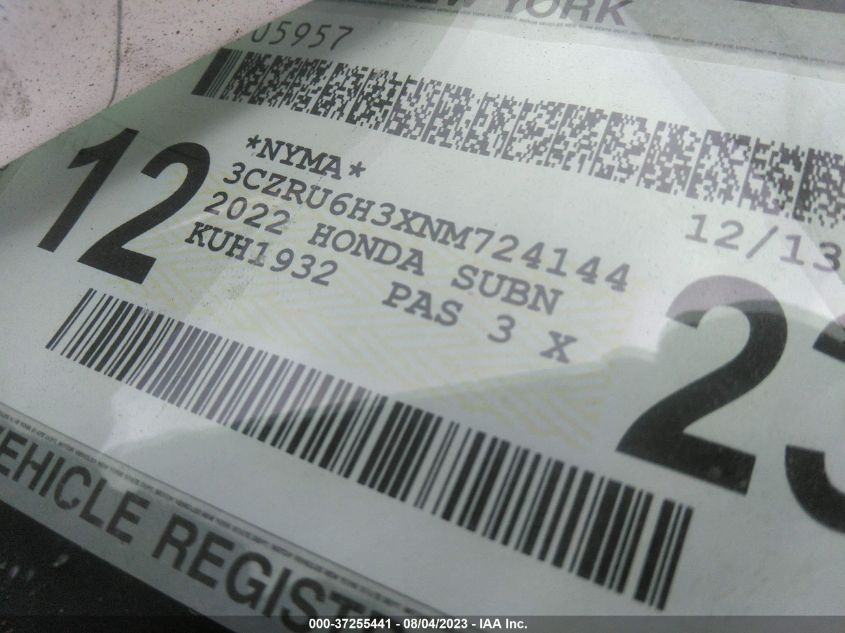 NEW YORK
05957
*NYMA*
3CZRU6H3XNM724144
2022 HONDA SUBN
KUH1932 PAS 3 X
12/13
12
23
VEHICLE REGIST
000-37255441 - 08/04/2023 - IAA Inc.